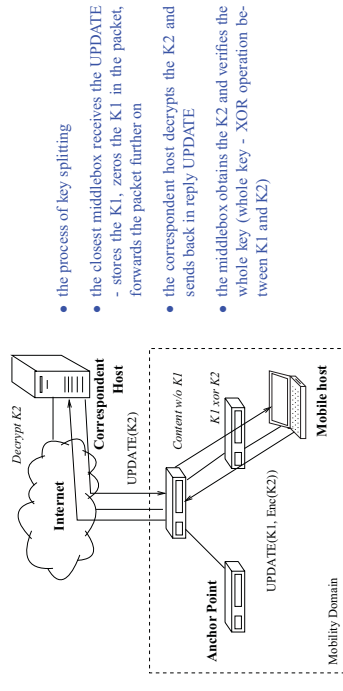 Decrypt K2
Internet
Correspondent
Host
UPDATE(K2)
Content w/o K1
K1 xor K2
Anchor Point
Mobile host
UPDATE(K1, Enc(K2))
Mobility Domain
• the process of key splitting
• the closest middlebox receives the UPDATE
- stores the K1, zeros the K1 in the packet,
forwards the packet further on
• the correspondent host decrypts the K2 and
sends back in reply UPDATE
• the middlebox obtains the K2 and verifies the
whole key (whole key - XOR operation be-
tween K1 and K2)